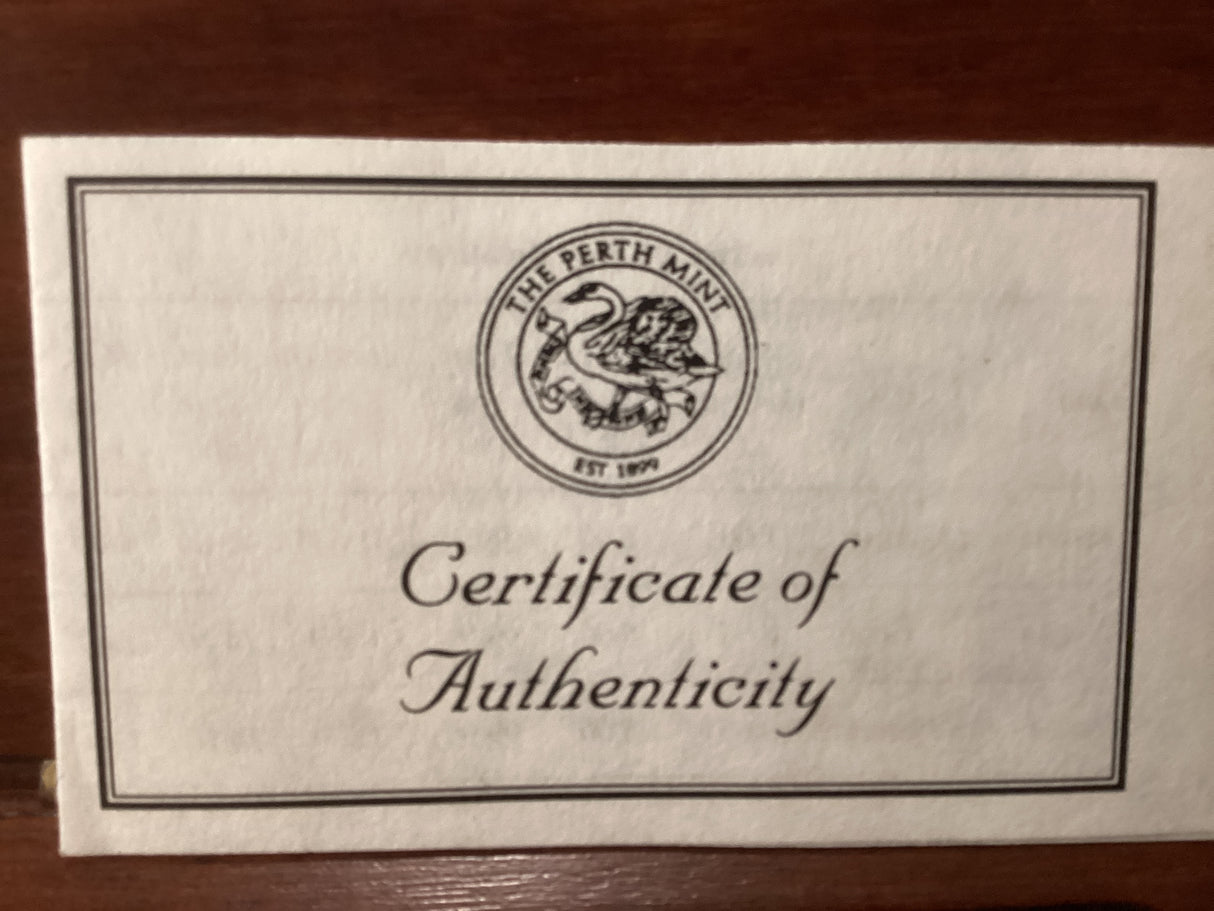 THE PERTH MINT
EST 1899
Certificate of
Authenticity